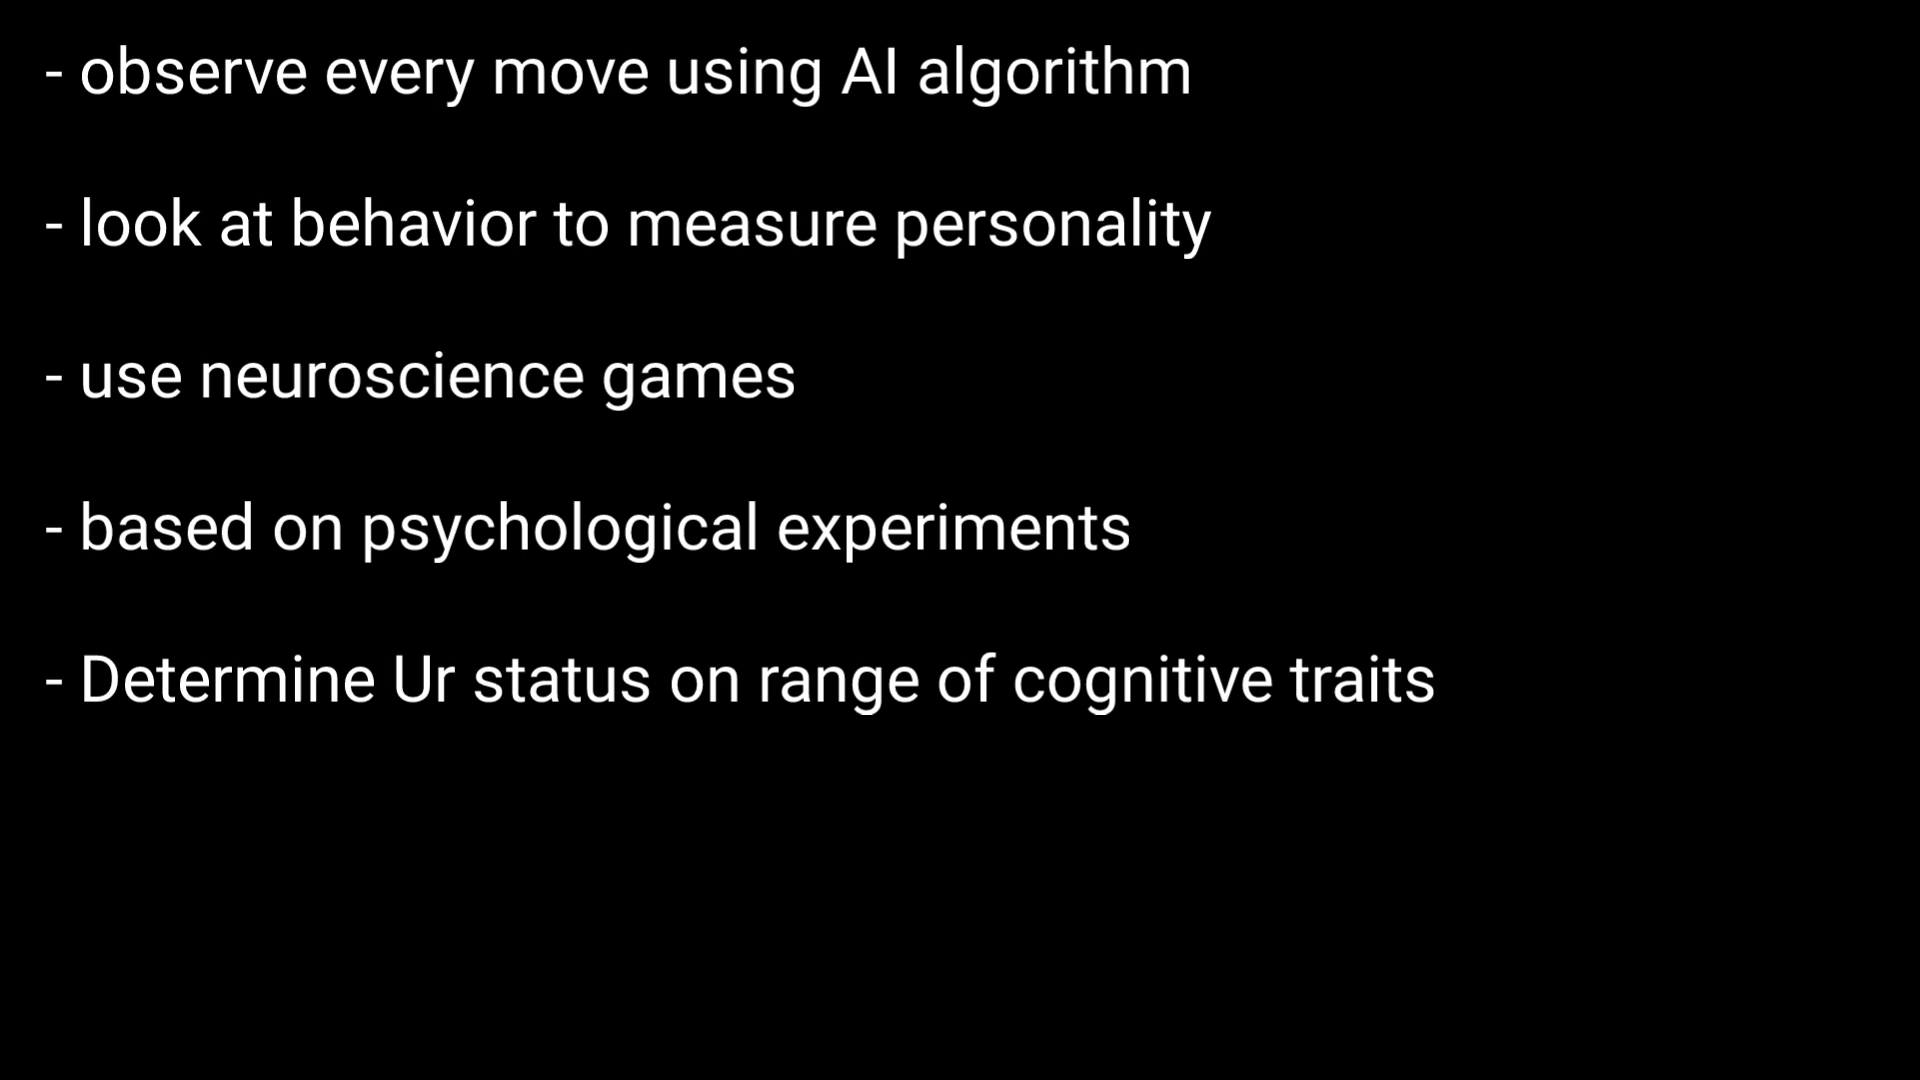 - observe every move using AI algorithm
- look at behavior to measure personality
- use neuroscience games
- based on psychological experiments
- Determine Ur status on range of cognitive traits